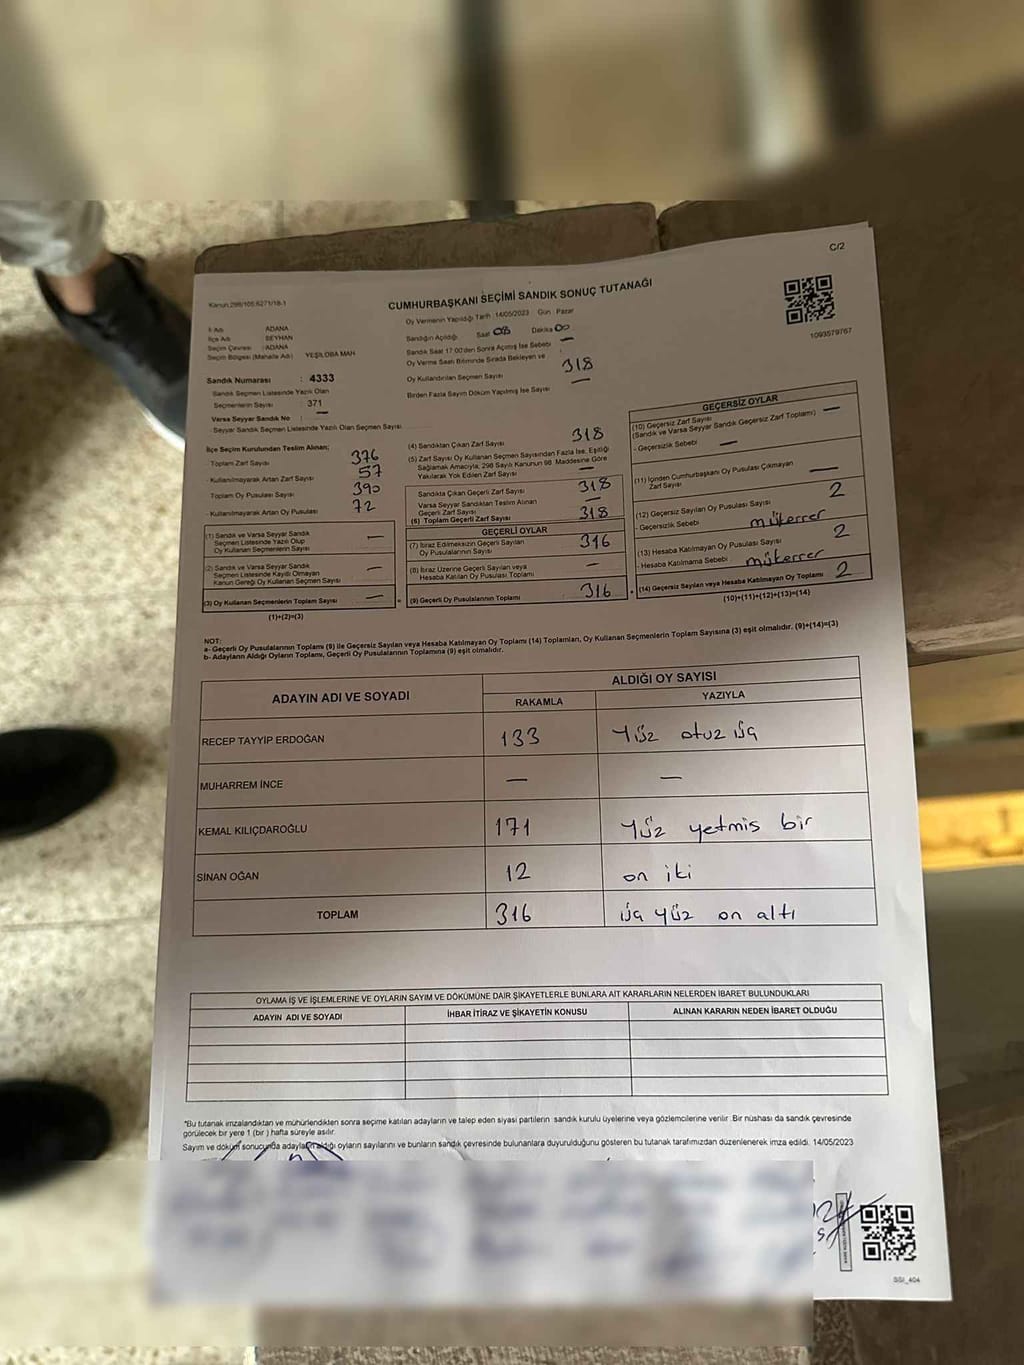 C/2
Kanun:298/105;6271/18-1
CUMHURBAŞKANI SEÇİMİ SANDIK SONUÇ TUTANAĞI
1093579767
İl Adı : ADANA
İlçe Adı : SEYHAN
Seçim Çevresi : ADANA
Seçim Bölgesi (Mahalle Adı) : YEŞİLOBA MAH
Sandık Numarası : 4333
Sandık Seçmen Listesinde Yazılı Olan
Seçmenlerin Sayısı : 371
Varsa Seyyar Sandık No : —
Seyyar Sandık Seçmen Listesinde Yazılı Olan Seçmen Sayısı
Oy Vermenin Yapıldığı Tarih :14/05/2023 Gün : Pazar
Sandığın Açıldığı Saat 08 Dakika 00
Sandık Saat 17:00'den Sonra Açılmış İse Sebebi —
Oy Verme Saati Bitiminde Sırada Bekleyen ve
Oy Kullandırılan Seçmen Sayısı 318
Birden Fazla Sayım Döküm Yapılmış İse Sayısı —
İlçe Seçim Kurulundan Teslim Alınan;
- Toplam Zarf Sayısı 376
- Kullanılmayarak Artan Zarf Sayısı 57
Toplam Oy Pusulası Sayısı 390
- Kullanılmayarak Artan Oy Pusulası 72
(1) Sandık ve Varsa Seyyar Sandık
Seçmen Listesinde Yazılı Olup
Oy Kullanan Seçmenlerin Sayısı —
(2) Sandık ve Varsa Seyyar Sandık
Seçmen Listesinde Kaydı Olmayan
Kanun Gereği Oy Kullanan Seçmen Sayısı —
(3) Oy Kullanan Seçmenlerin Toplam Sayısı — =
(1)+(2)=(3)
(4) Sandıktan Çıkan Zarf Sayısı 318
(5) Zarf Sayısı Oy Kullanan Seçmen Sayısından Fazla İse, Eşitliği
Sağlamak Amacıyla, 298 Sayılı Kanunun 98. Maddesine Göre
Yakılarak Yok Edilen Zarf Sayısı —
Sandıkta Çıkan Geçerli Zarf Sayısı 318
Varsa Seyyar Sandıktan Teslim Alınan
Geçerli Zarf Sayısı —
(6) Toplam Geçerli Zarf Sayısı 318
GEÇERLİ OYLAR
(7) İtiraz Edilmeksizin Geçerli Sayılan
Oy Pusulalarının Sayısı 316
(8) İtiraz Üzerine Geçerli Sayılan veya
Hesaba Katılan Oy Pusulası Toplamı —
(9) Geçerli Oy Pusulalarının Toplamı 316 +
GEÇERSİZ OYLAR
(10) Geçersiz Zarf Sayısı
(Sandık ve Varsa Seyyar Sandık Geçersiz Zarf Toplamı) —
- Geçersizlik Sebebi —
(11) İçinden Cumhurbaşkanı Oy Pusulası Çıkmayan
Zarf Sayısı —
(12) Geçersiz Sayılan Oy Pusulası Sayısı 2
- Geçersizlik Sebebi mükerrer
(13) Hesaba Katılmayan Oy Pusulası Sayısı 2
- Hesaba Katılmama Sebebi mükerrer
(14) Geçersiz Sayılan veya Hesaba Katılmayan Oy Toplamı 2
(10)+(11)+(12)+(13)=(14)
NOT:
a- Geçerli Oy Pusulalarının Toplamı (9) ile Geçersiz Sayılan veya Hesaba Katılmayan Oy Toplamı (14) Toplamları, Oy Kullanan Seçmenlerin Toplam Sayısına (3) eşit olmalıdır. (9)+(14)=(3)
b- Adayların Aldığı Oyların Toplamı, Geçerli Oy Pusulalarının Toplamına (9) eşit olmalıdır.
ADAYIN ADI VE SOYADI
ALDIĞI OY SAYISI
RAKAMLA YAZIYLA
RECEP TAYYİP ERDOĞAN 133 yüz otuz üç
MUHARREM İNCE — —
KEMAL KILIÇDAROĞLU 171 yüz yetmis bir
SİNAN OĞAN 12 on iki
TOPLAM 316 üç yüz on altı
OYLAMA İŞ VE İŞLEMLERİNE VE OYLARIN SAYIM VE DÖKÜMÜNE DAİR ŞİKAYETLERLE BUNLARA AİT KARARLARIN NELERDEN İBARET BULUNDUKLARI
ADAYIN ADI VE SOYADI İHBAR İTİRAZ VE ŞİKAYETİN KONUSU ALINAN KARARIN NEDEN İBARET OLDUĞU
*Bu tutanak imzalandıktan ve mühürlendikten sonra seçime katılan adayların ve talep eden siyasi partilerin sandık kurulu üyelerine veya gözlemcilerine verilir. Bir nüshası da sandık çevresinde
görülecek bir yere 1 (bir) hafta süreyle asılır.
Sayım ve döküm sonucunda adayların aldığı oyların sayılarını ve bunların sandık çevresinde bulunanlara duyurulduğunu gösteren bu tutanak tarafımızdan düzenlenerek imza edildi. 14/05/2023
SGI_404